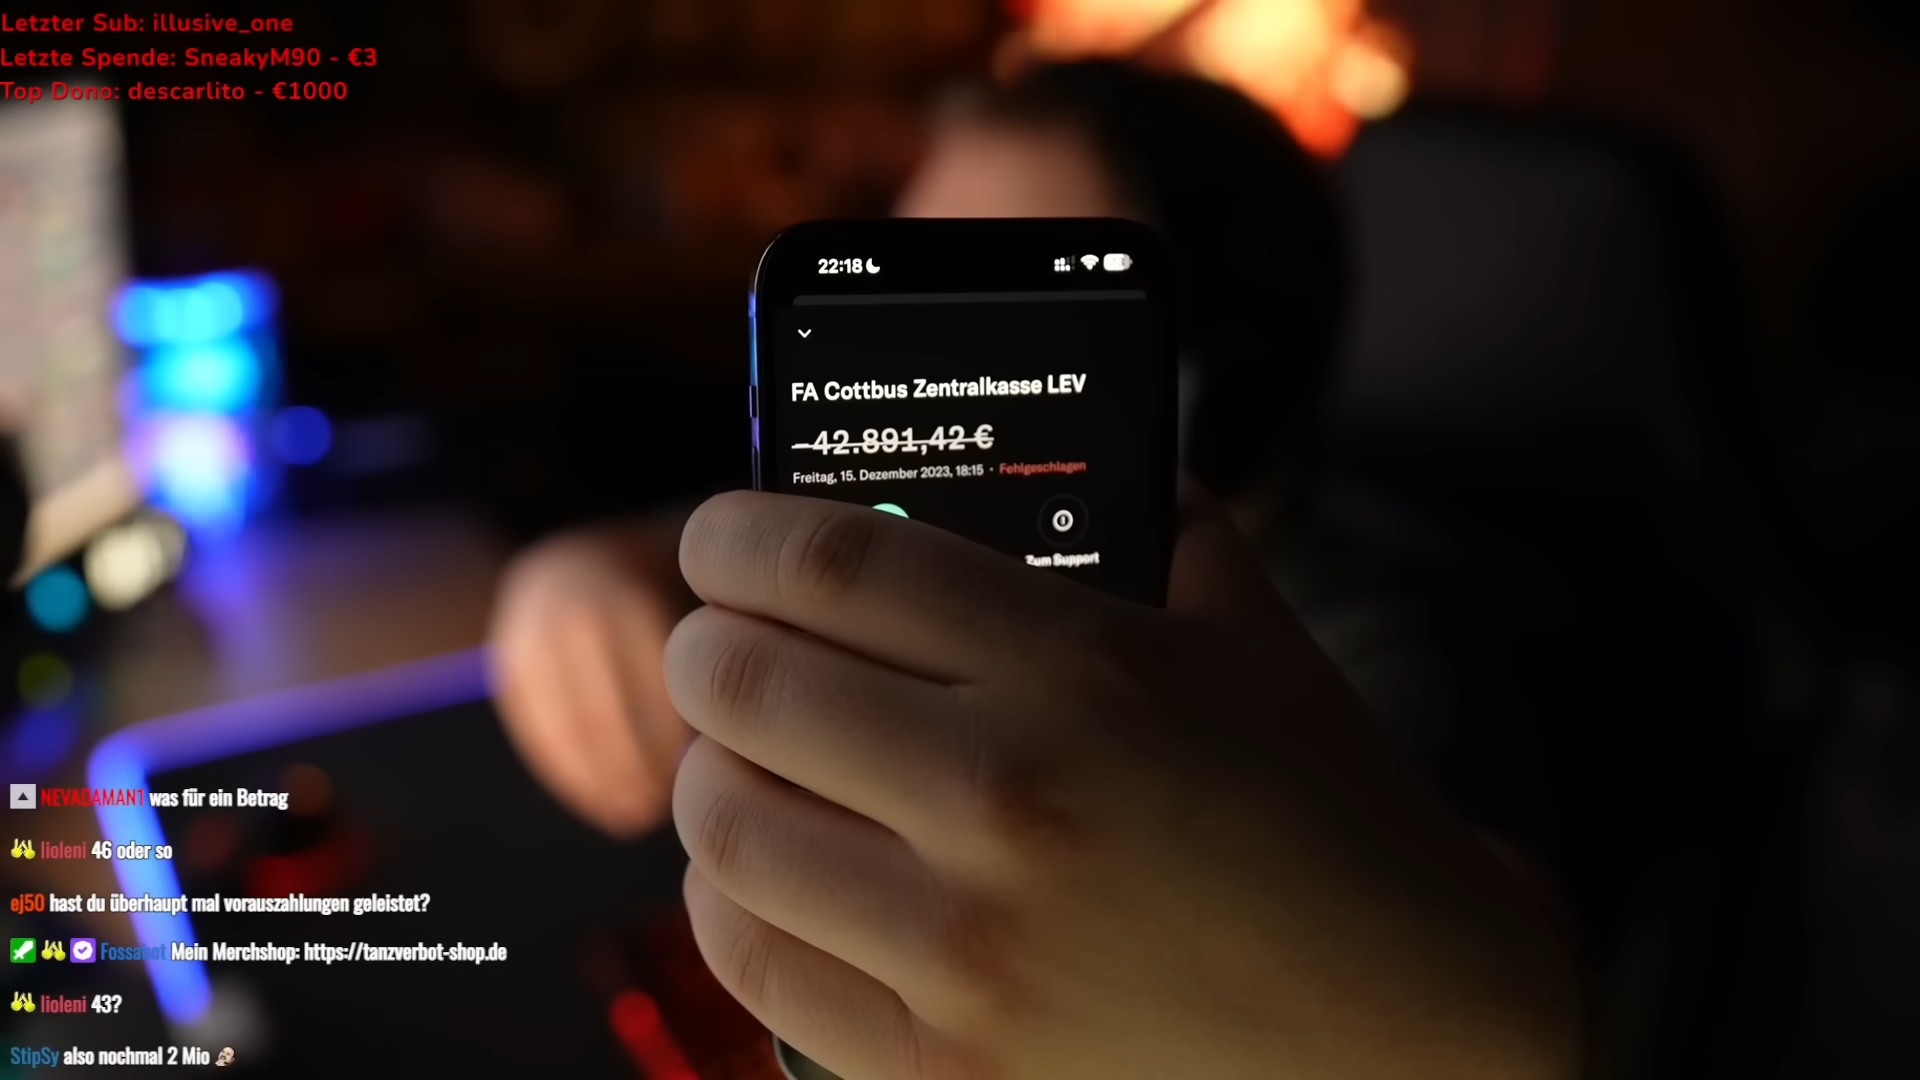 Letzter Sub: illusive_one
Letzte Spende: SneakyM90 - €3
Top Dono: descarlito - €1000
22:18
FA Cottbus Zentralkasse LEV
−42.891,42 €
Freitag, 15. Dezember 2023, 18:15 · Fehlgeschlagen
Zum Support
NEVADAMAN1 was für ein Betrag
lioleni 46 oder so
ej50 hast du überhaupt mal vorauszahlungen geleistet?
Fossabot Mein Merchshop: https://tanzverbot-shop.de
lioleni 43?
StipSy also nochmal 2 Mio